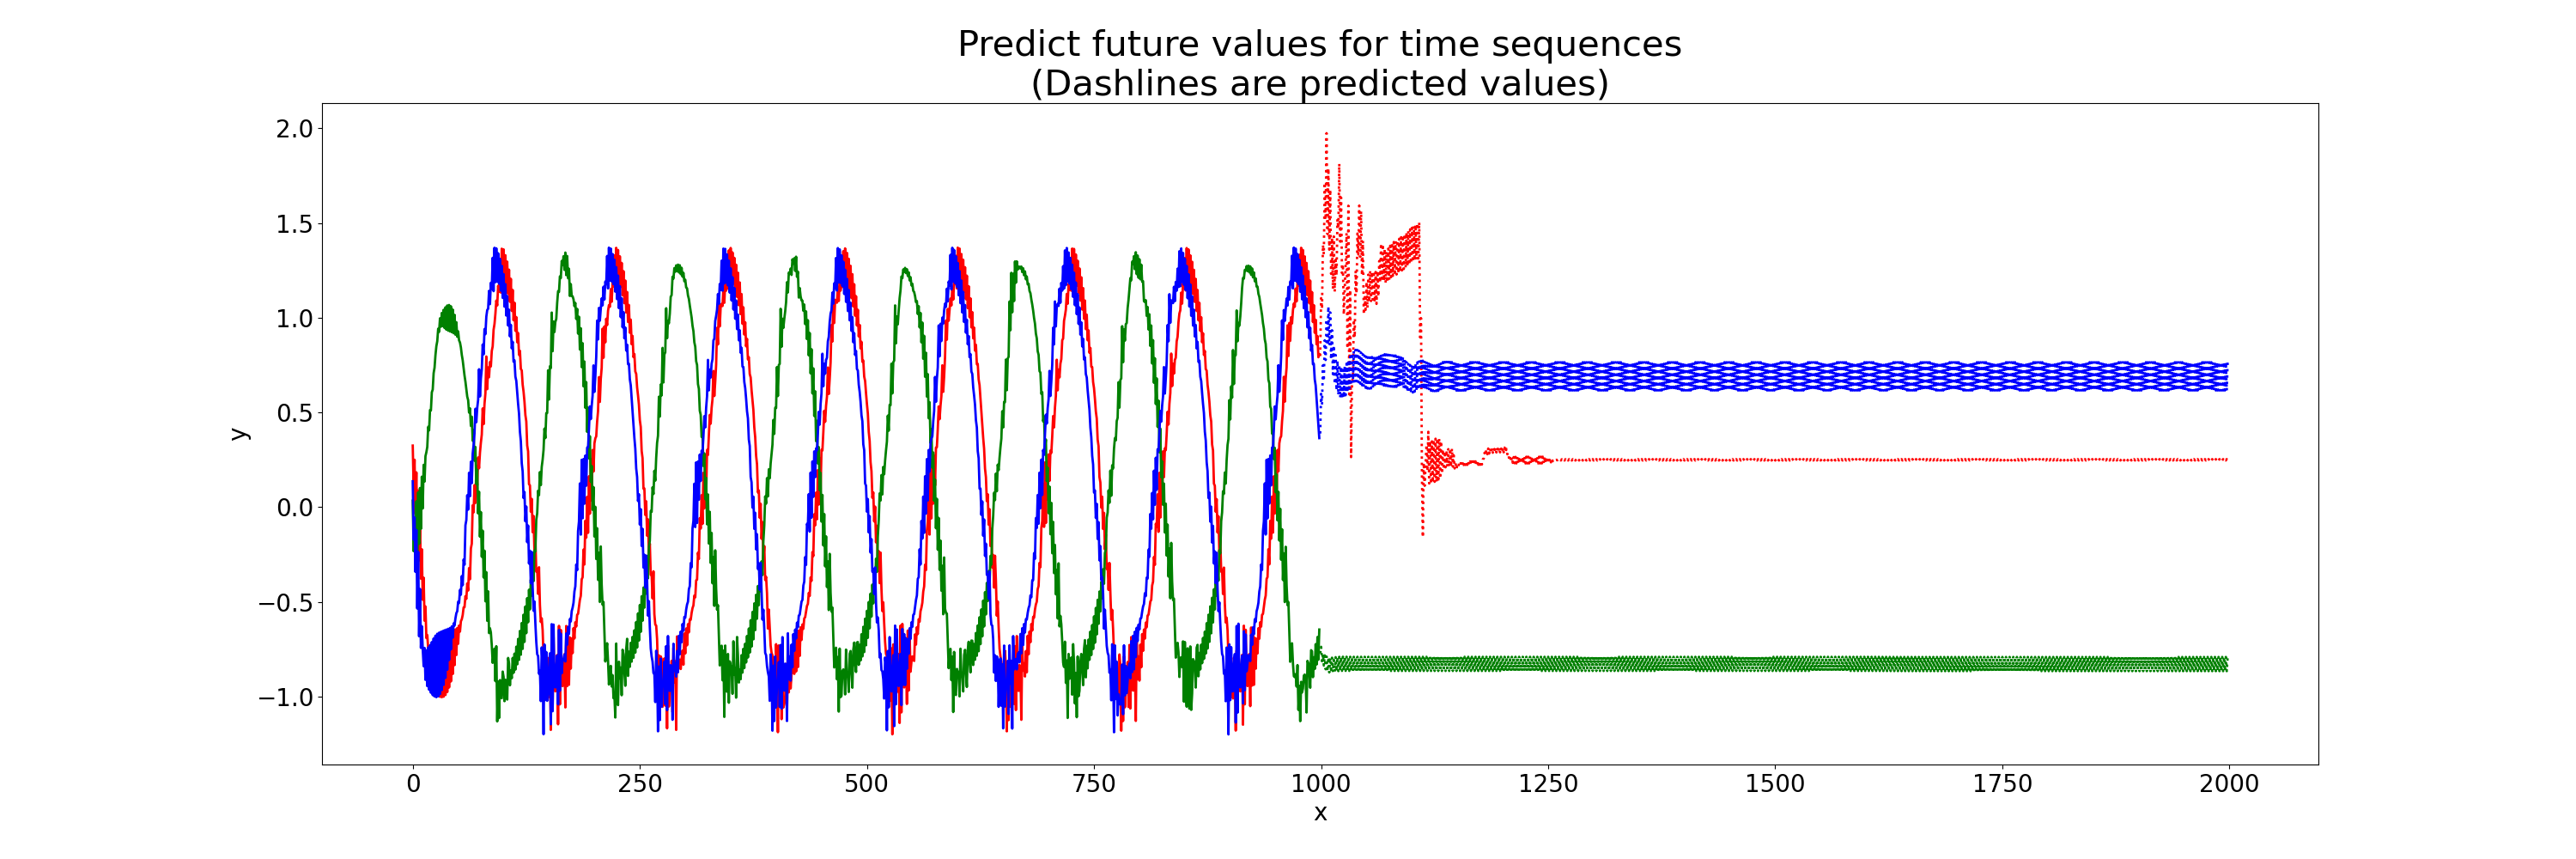 Predict future values for time sequences
(Dashlines are predicted values)
2.0
1.5
1.0
0.5
0.0
−0.5
−1.0
y
0 250 500 750 1000 1250 1500 1750 2000
x